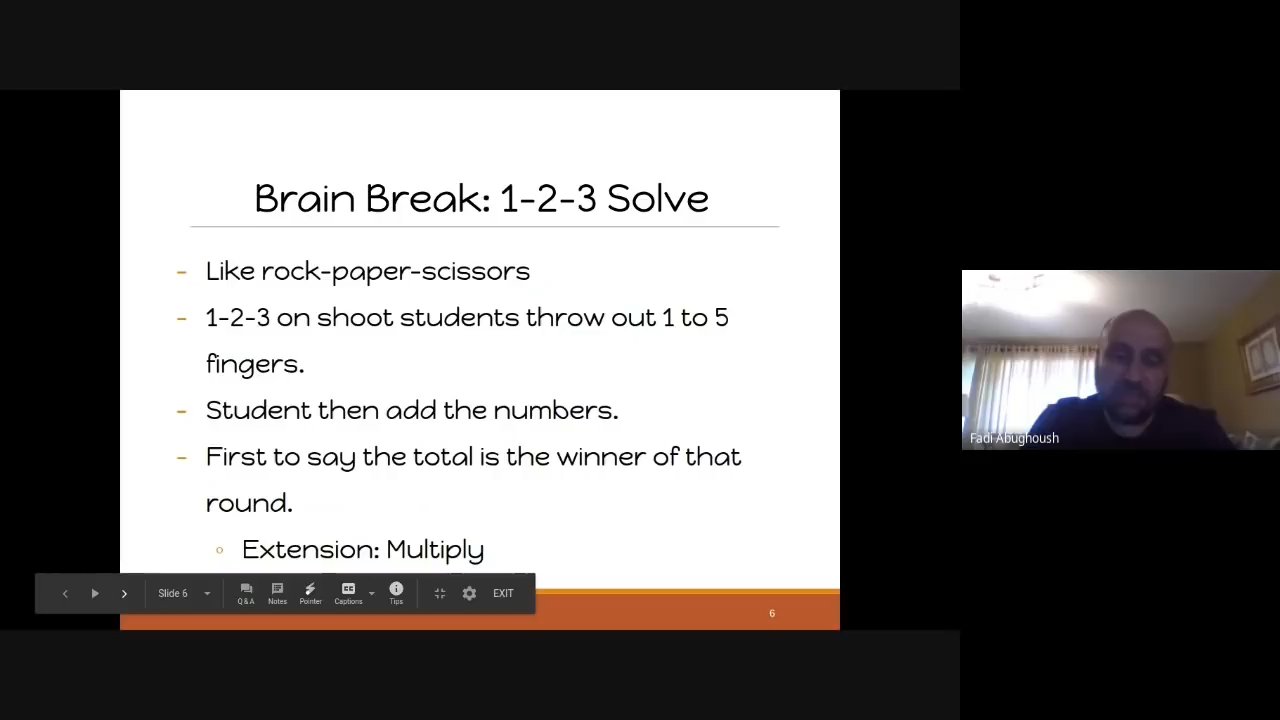 Brain Break: 1-2-3 Solve
- Like rock-paper-scissors
- 1-2-3 on shoot students throw out 1 to 5
fingers.
- Student then add the numbers.
- First to say the total is the winner of that
round.
Extension: Multiply
Fadi Abughoush
Slide 6
Q & A
Notes
Pointer
CC
Captions
Tips
EXIT
6